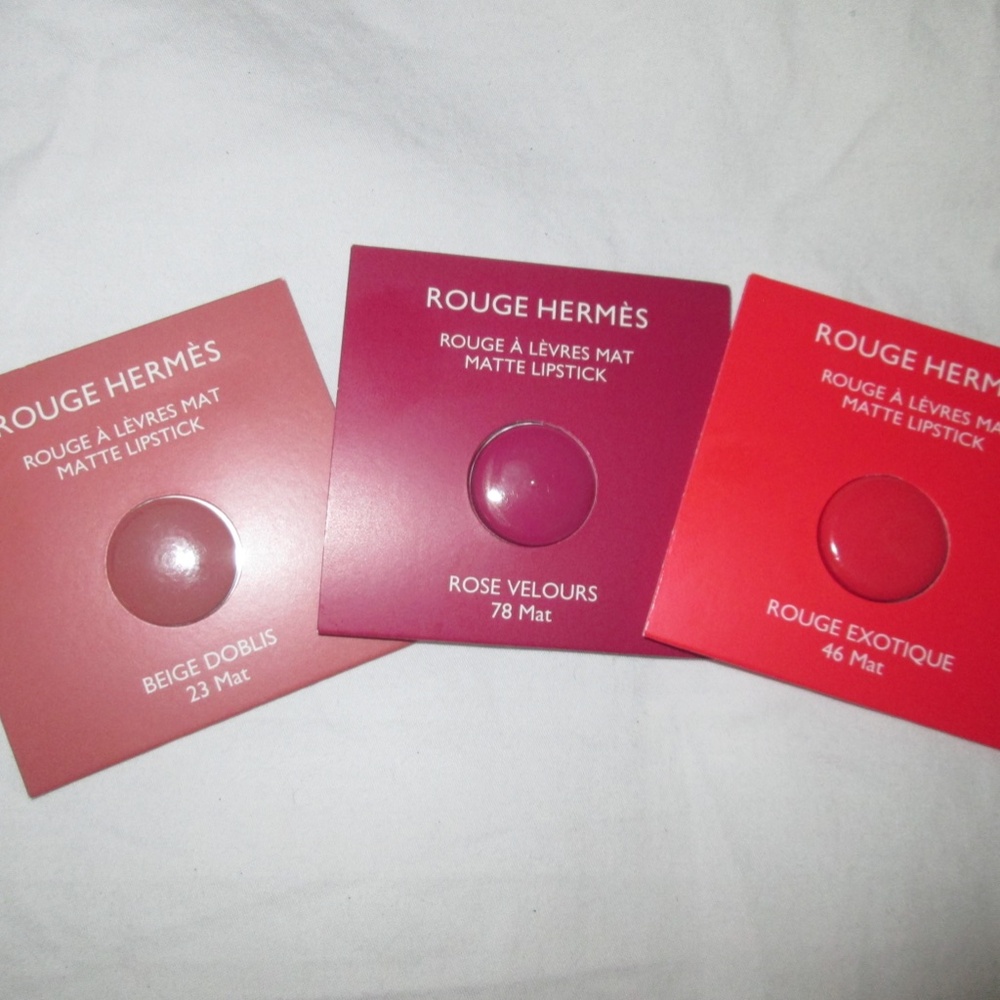 ROUGE HERMÈS
ROUGE À LÈVRES MAT
MATTE LIPSTICK
BEIGE DOBLIS
23 Mat
ROUGE HERMÈS
ROUGE À LÈVRES MAT
MATTE LIPSTICK
ROSE VELOURS
78 Mat
ROUGE HERM
ROUGE À LÈVRES MA
MATTE LIPSTICK
ROUGE EXOTIQUE
46 Mat